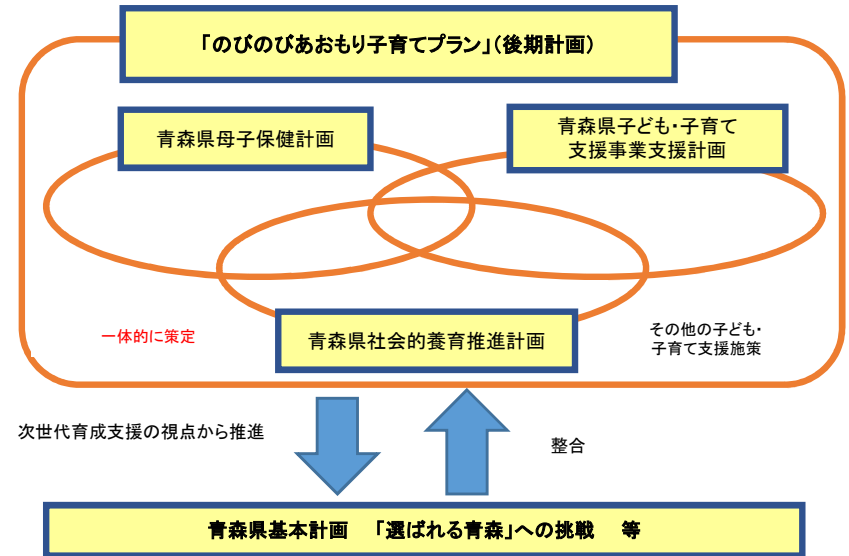 「のびのびあおもり子育てプラン」（後期計画）
青森県母子保健計画
青森県子ども・子育て
支援事業支援計画
一体的に策定
青森県社会的養育推進計画
その他の子ども・
子育て支援施策
次世代育成支援の視点から推進
整合
青森県基本計画　「選ばれる青森」への挑戦　等